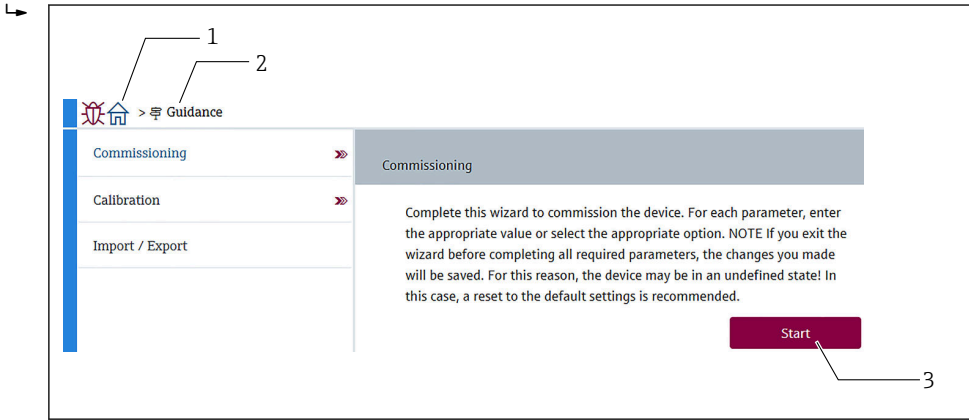 1
2
> Guidance
Commissioning
Calibration
Import / Export
Commissioning
Complete this wizard to commission the device. For each parameter, enter
the appropriate value or select the appropriate option. NOTE If you exit the
wizard before completing all required parameters, the changes you made
will be saved. For this reason, the device may be in an undefined state! In
this case, a reset to the default settings is recommended.
Start
3